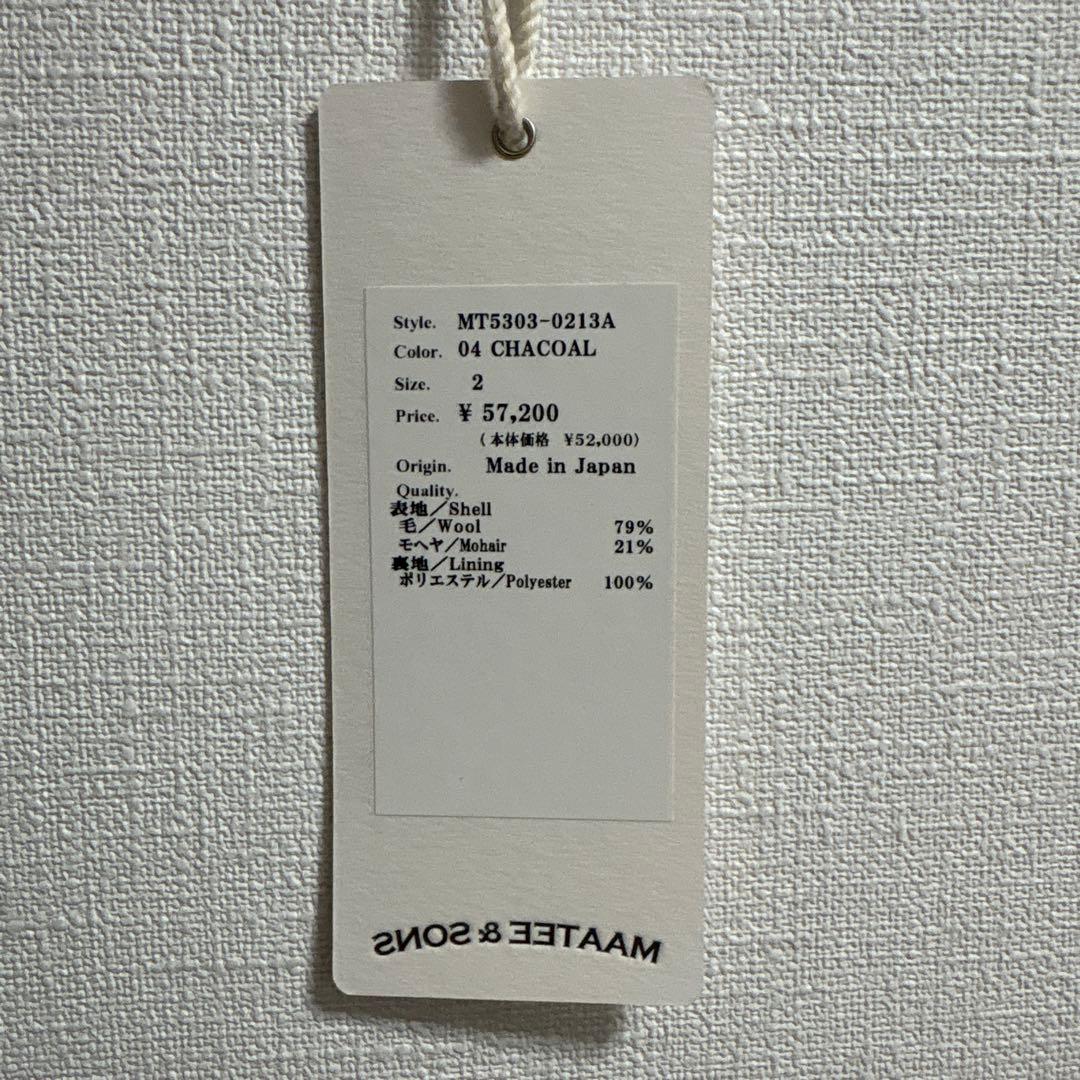 Style. MT5303-0213A
Color. 04 CHACOAL
Size. 2
Price. ¥ 57,200
(本体価格 ¥52,000)
Origin. Made in Japan
Quality.
表地／Shell
毛／Wool 79%
モヘヤ／Mohair 21%
裏地／Lining
ポリエステル／Polyester 100%
MAATEE & SONS